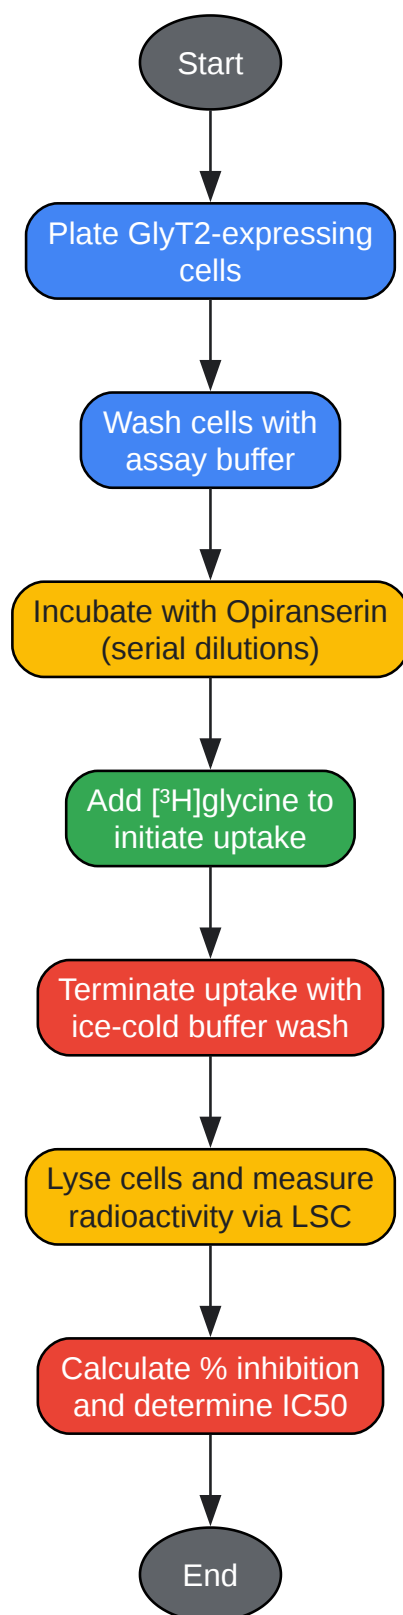 Start
Plate GlyT2-expressing
cells
Wash cells with
assay buffer
Incubate with Opiranserin
(serial dilutions)
Add [³H]glycine to
initiate uptake
Terminate uptake with
ice-cold buffer wash
Lyse cells and measure
radioactivity via LSC
Calculate % inhibition
and determine IC50
End